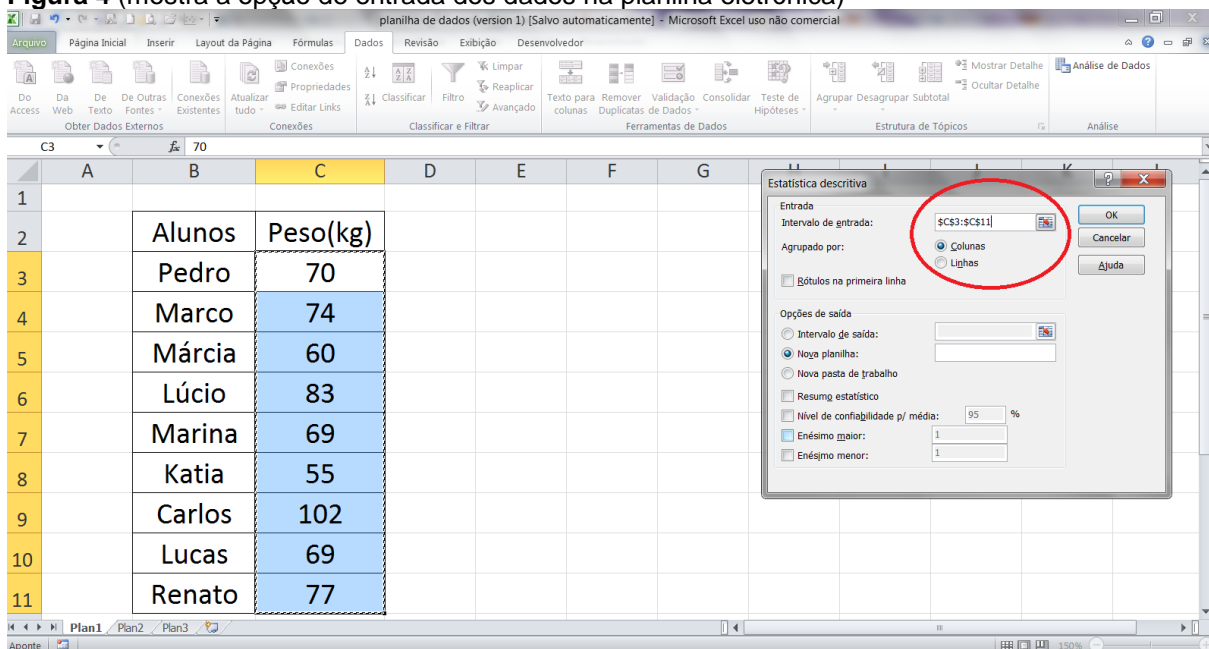 Figura 4 (mostra a opção de entrada dos dados na planilha eletrônica)
planilha de dados (version 1) [Salvo automaticamente] - Microsoft Excel uso não comercial
Arquivo Página Inicial Inserir Layout da Página Fórmulas Dados Revisão Exibição Desenvolvedor
Do Access
Da Web
De Texto
De Outras Fontes
Conexões Existentes
Obter Dados Externos
Atualizar tudo
Conexões
Propriedades
Editar Links
Conexões
Classificar
Filtro
Limpar
Reaplicar
Avançado
Classificar e Filtrar
Texto para colunas
Remover Duplicatas
Validação de Dados
Consolidar
Teste de Hipóteses
Ferramentas de Dados
Agrupar
Desagrupar
Subtotal
Mostrar Detalhe
Ocultar Detalhe
Estrutura de Tópicos
Análise de Dados
Análise
C3 fx 70
A B C D E F G
1
2 Alunos Peso(kg)
3 Pedro 70
4 Marco 74
5 Márcia 60
6 Lúcio 83
7 Marina 69
8 Katia 55
9 Carlos 102
10 Lucas 69
11 Renato 77
Estatística descritiva
Entrada
Intervalo de entrada: $C$3:$C$11
Agrupado por: Colunas
Linhas
Rótulos na primeira linha
OK
Cancelar
Ajuda
Opções de saída
Intervalo de saída:
Nova planilha:
Nova pasta de trabalho
Resumo estatístico
Nível de confiabilidade p/ média: 95 %
Enésimo maior: 1
Enésimo menor: 1
Plan1 Plan2 Plan3
Aponte 150%